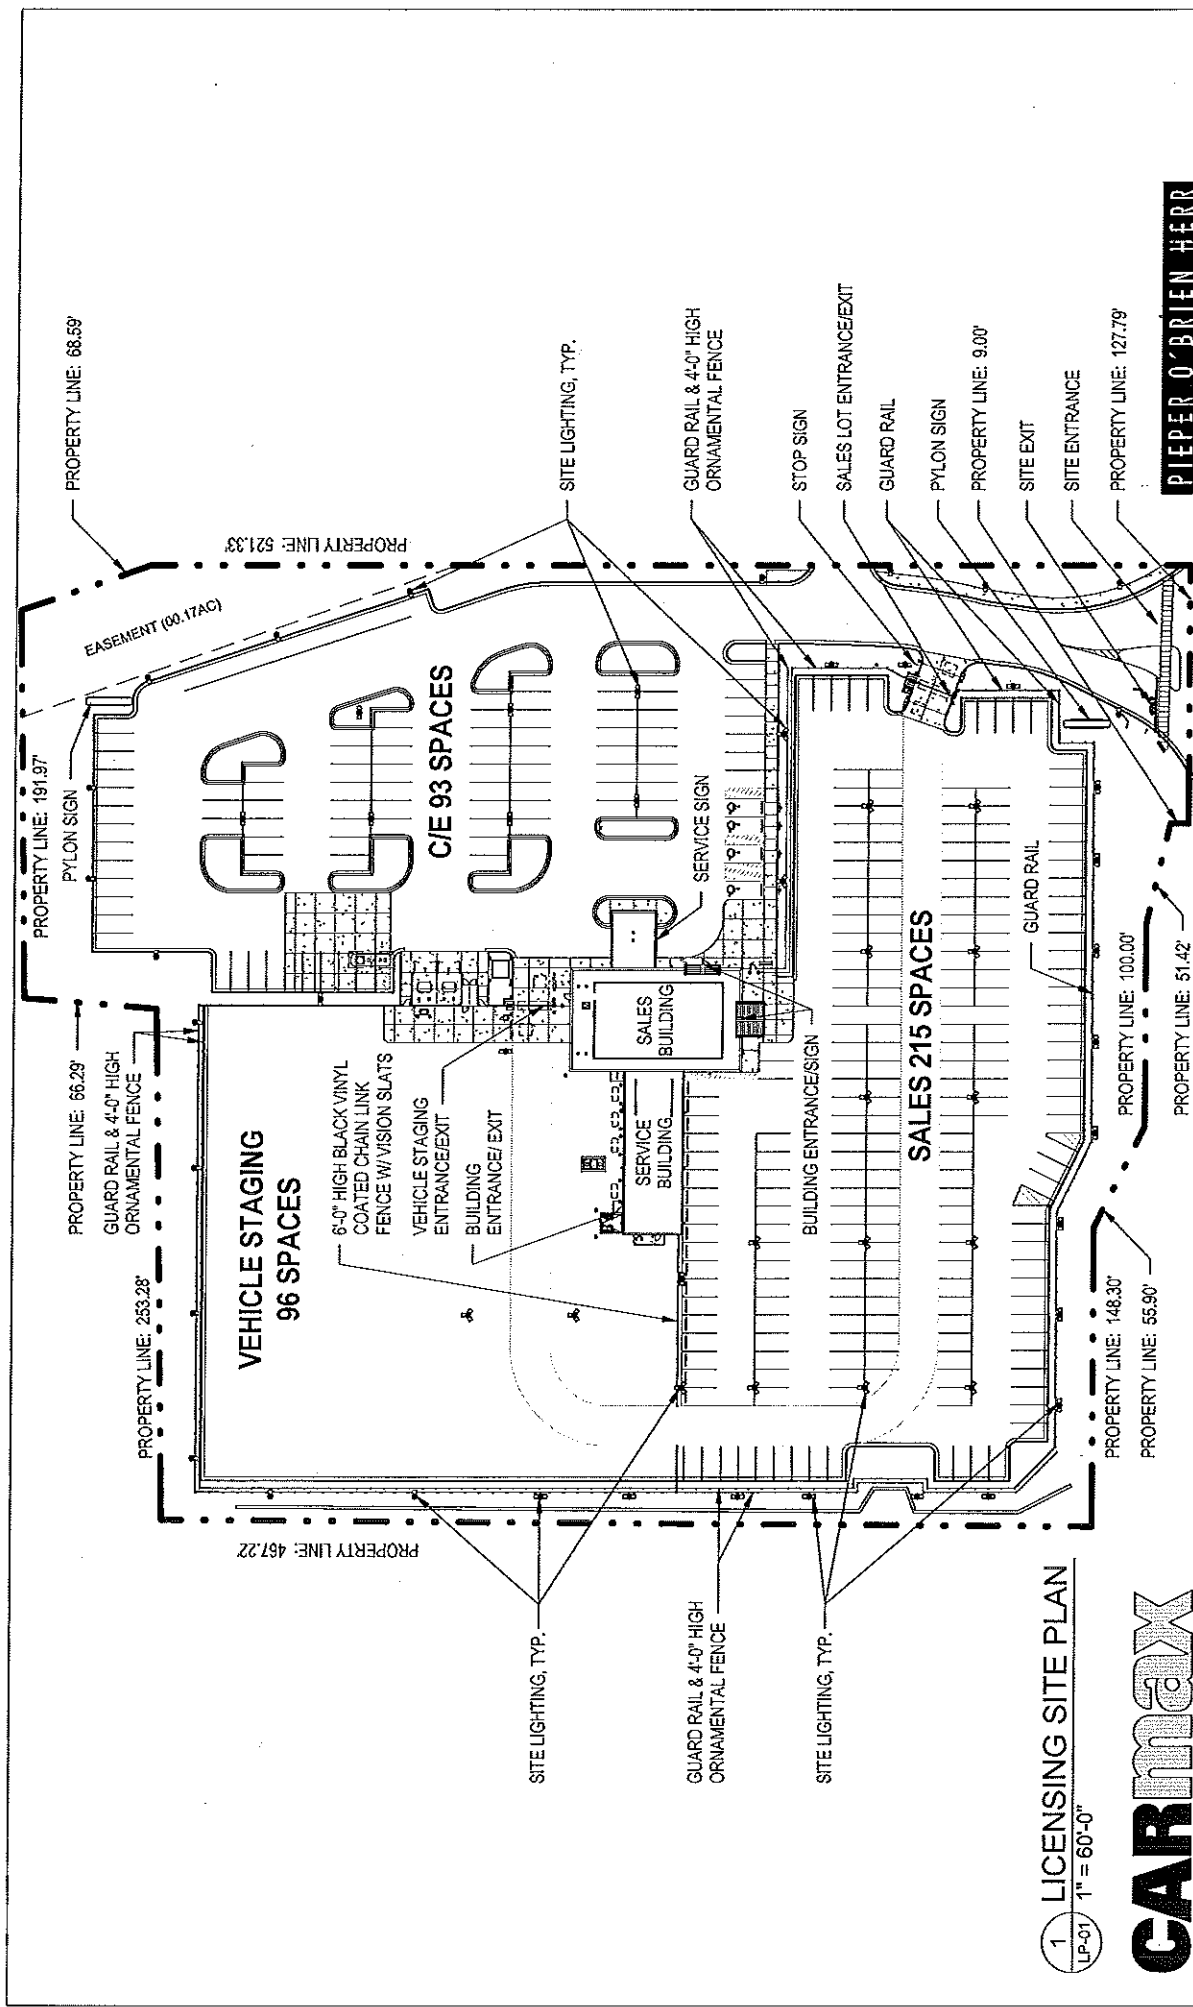 PROPERTY LINE: 68.59'
PROPERTY LINE: 521.33'
EASEMENT (00.17AC)
PROPERTY LINE: 191.97'
PYLON SIGN
PROPERTY LINE: 66.29'
GUARD RAIL & 4'-0" HIGH
ORNAMENTAL FENCE
PROPERTY LINE: 253.28'
VEHICLE STAGING
96 SPACES
6'-0" HIGH BLACK VINYL
COATED CHAIN LINK
FENCE W/ VISION SLATS
VEHICLE STAGING
ENTRANCE/EXIT
BUILDING
ENTRANCE/ EXIT
C/E 93 SPACES
SITE LIGHTING, TYP.
SERVICE SIGN
SALES
BUILDING
SERVICE
BUILDING
GUARD RAIL & 4'-0" HIGH
ORNAMENTAL FENCE
STOP SIGN
SALES LOT ENTRANCE/EXIT
GUARD RAIL
PYLON SIGN
PROPERTY LINE: 9.00'
SITE EXIT
SITE ENTRANCE
PROPERTY LINE: 127.79'
BUILDING ENTRANCE/SIGN
SALES 215 SPACES
GUARD RAIL
PROPERTY LINE: 100.00'
PROPERTY LINE: 51.42'
PROPERTY LINE: 148.30'
PROPERTY LINE: 55.90'
PROPERTY LINE: 467.22'
SITE LIGHTING, TYP.
GUARD RAIL & 4'-0" HIGH
ORNAMENTAL FENCE
SITE LIGHTING, TYP.
1
LP-01
LICENSING SITE PLAN
1" = 60'-0"
CARmax
PIEPER O'BRIEN HERR